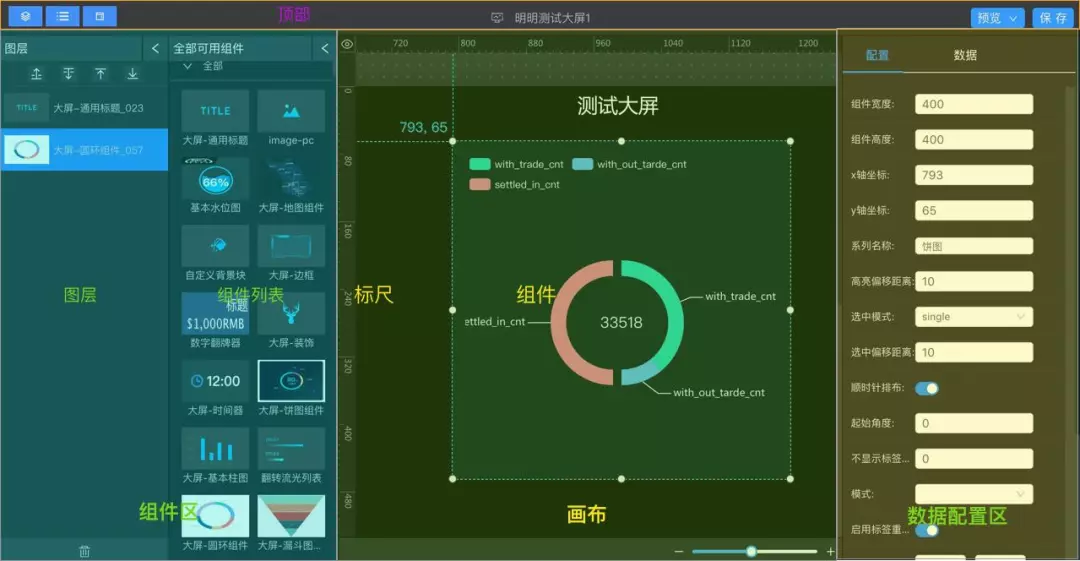 顶部
明明测试大屏1
预览
保 存
图层
全部可用组件
全部
TITLE
大屏-通用标题_023
大屏-圆环组件_057
图层
TITLE
大屏-通用标题
image-pc
66%
基本水位图
大屏-地图组件
自定义背景块
大屏-边框
组件列表
标题
$1,000RMB
数字翻牌器
大屏-装饰
12:00
大屏-时间器
大屏-饼图组件
大屏-基本柱图
翻转流光列表
组件区
大屏-圆环组件
大屏-漏斗图...
720
800
880
960
1040
1120
1200
0
80
160
240
320
400
480
标尺
793, 65
测试大屏
with_trade_cnt
with_out_tarde_cnt
settled_in_cnt
组件
with_trade_cnt
ettled_in_cnt
33518
with_out_tarde_cnt
画布
配置
数据
组件宽度: 400
组件高度: 400
x轴坐标: 793
y轴坐标: 65
系列名称: 饼图
高亮偏移距离: 10
选中模式: single
选中偏移距离: 10
顺时针排布:
起始角度: 0
不显示标签... 0
模式:
数据配置区
启用标签重...